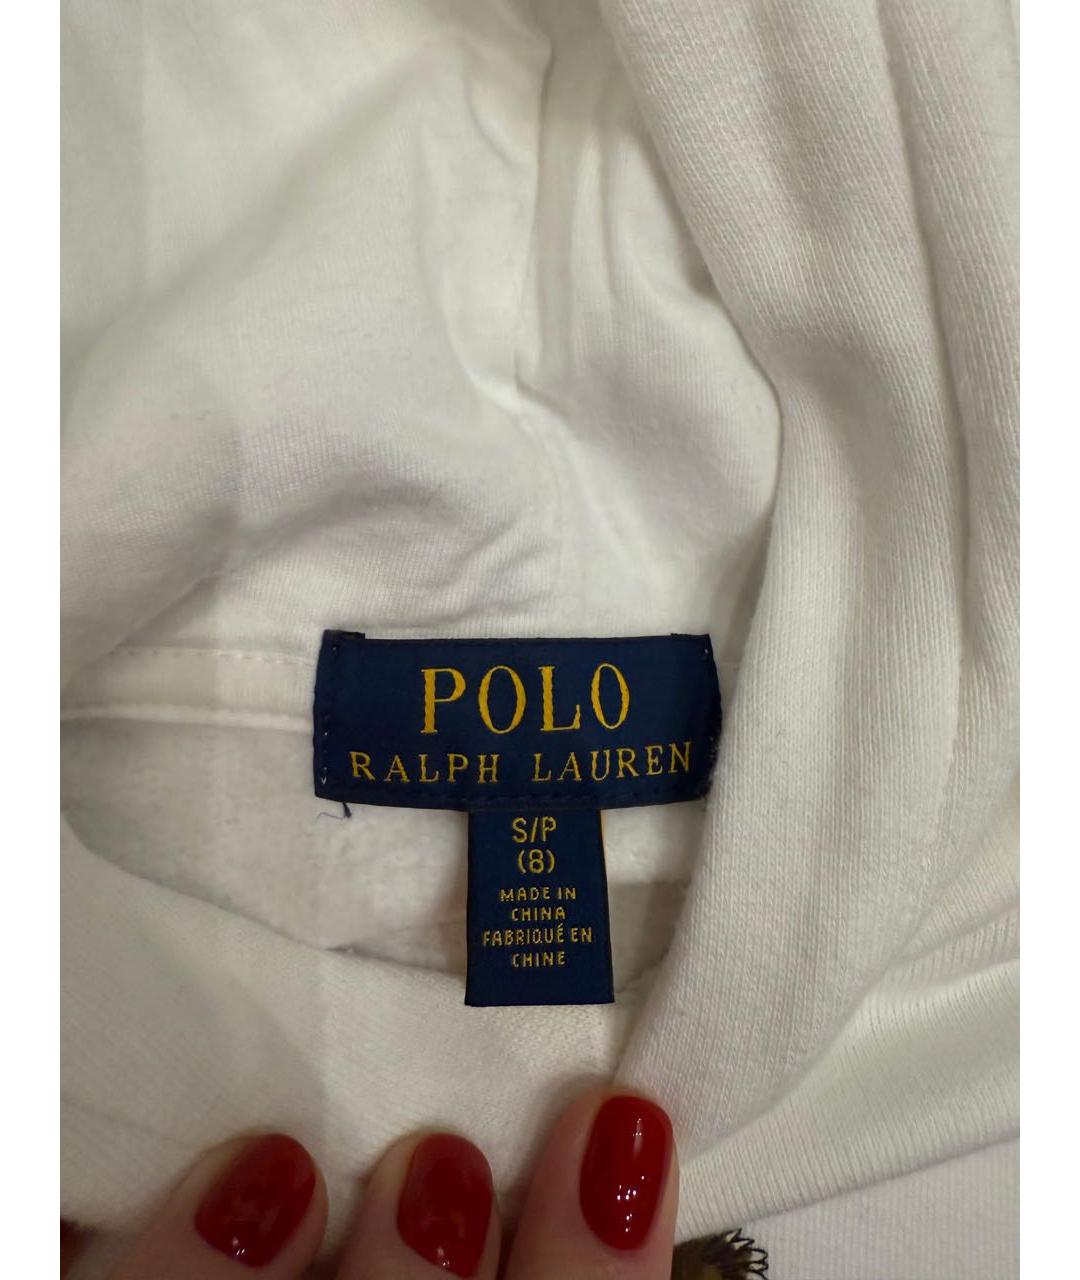 POLO
RALPH LAUREN
S/P
(8)
MADE IN
CHINA
FABRIQUÉ EN
CHINE